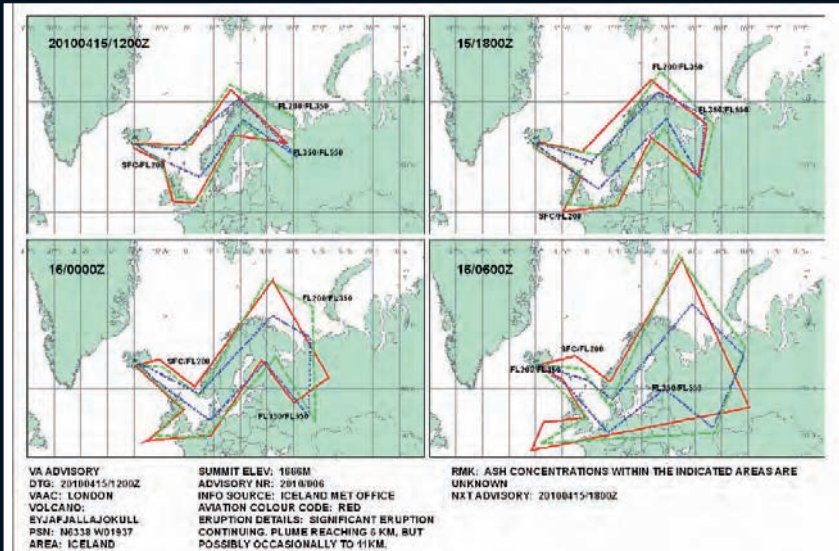 20100415/1200Z
FL200/FL350
FL350/FL550
SFC/FL200
15/1800Z
FL200/FL350
FL350/FL550
SFC/FL200
16/0000Z
FL200/FL350
SFC/FL200
FL350/FL550
16/0600Z
SFC/FL200
FL200/FL350
FL350/FL550
VA ADVISORY
DTG: 20100415/1200Z
VAAC: LONDON
VOLCANO:
EYJAFJALLAJOKULL
PSN: N6338 W01937
AREA: ICELAND
SUMMIT ELEV: 1666M
ADVISORY NR: 2010/006
INFO SOURCE: ICELAND MET OFFICE
AVIATION COLOUR CODE: RED
ERUPTION DETAILS: SIGNIFICANT ERUPTION
CONTINUING. PLUME REACHING 6 KM, BUT
POSSIBLY OCCASIONALLY TO 11KM.
RMK: ASH CONCENTRATIONS WITHIN THE INDICATED AREAS ARE
UNKNOWN
NXT ADVISORY: 20100415/1800Z